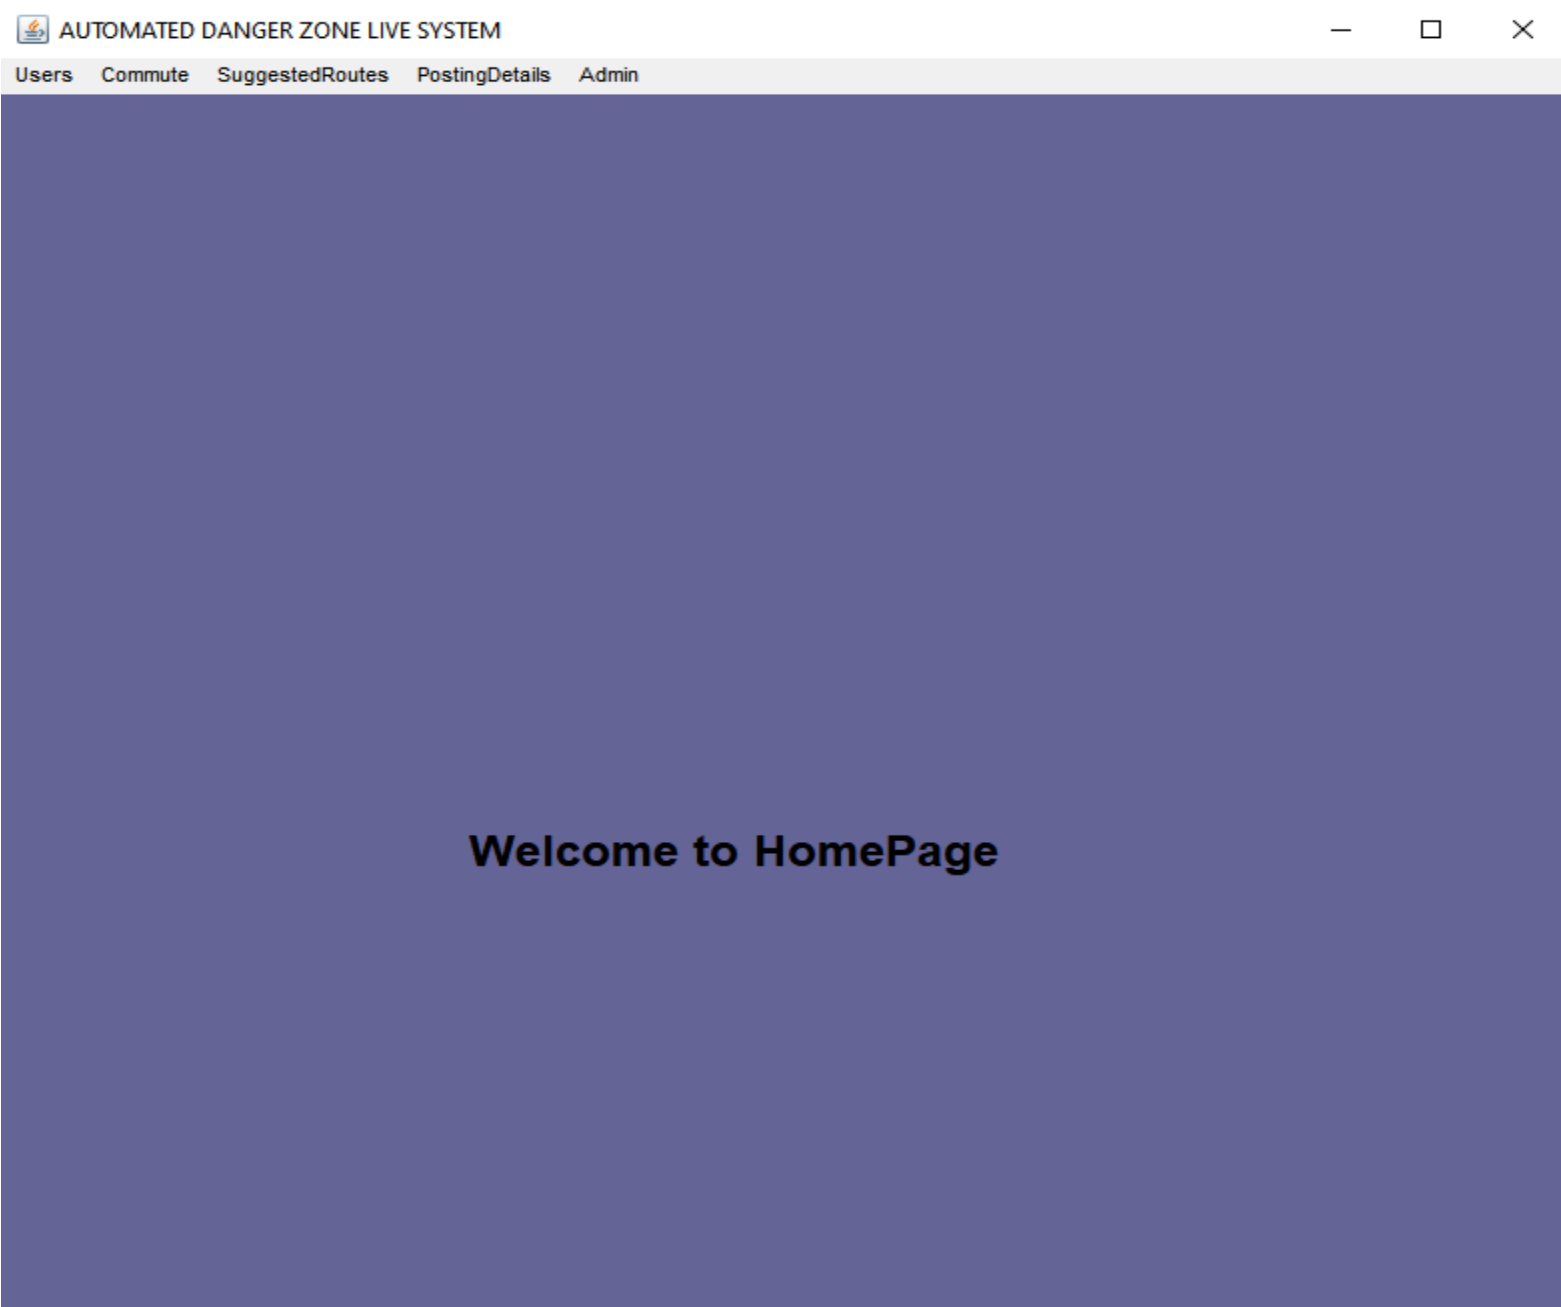 AUTOMATED DANGER ZONE LIVE SYSTEM
Users Commute SuggestedRoutes PostingDetails Admin
Welcome to HomePage